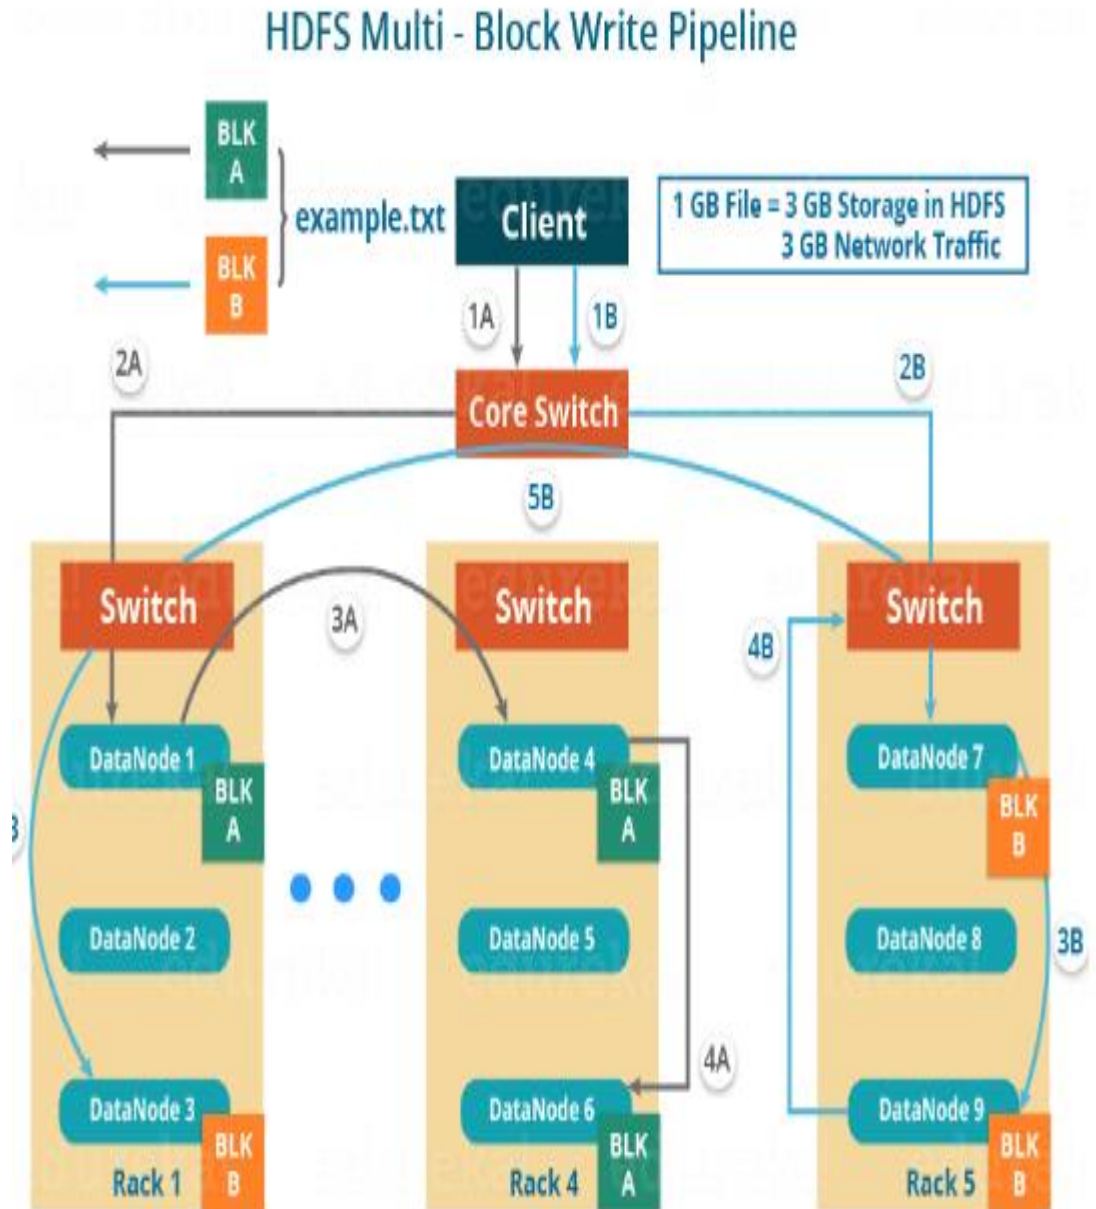 HDFS Multi - Block Write Pipeline
BLK
A
example.txt
BLK
B
Client
1 GB File = 3 GB Storage in HDFS
3 GB Network Traffic
1A
1B
2A
2B
Core Switch
5B
Switch
Switch
Switch
3A
4B
DataNode 1
BLK
A
DataNode 4
BLK
A
DataNode 7
BLK
B
DataNode 2
DataNode 5
DataNode 8
3B
4A
DataNode 3
BLK
B
DataNode 6
BLK
A
DataNode 9
BLK
B
Rack 1
Rack 4
Rack 5